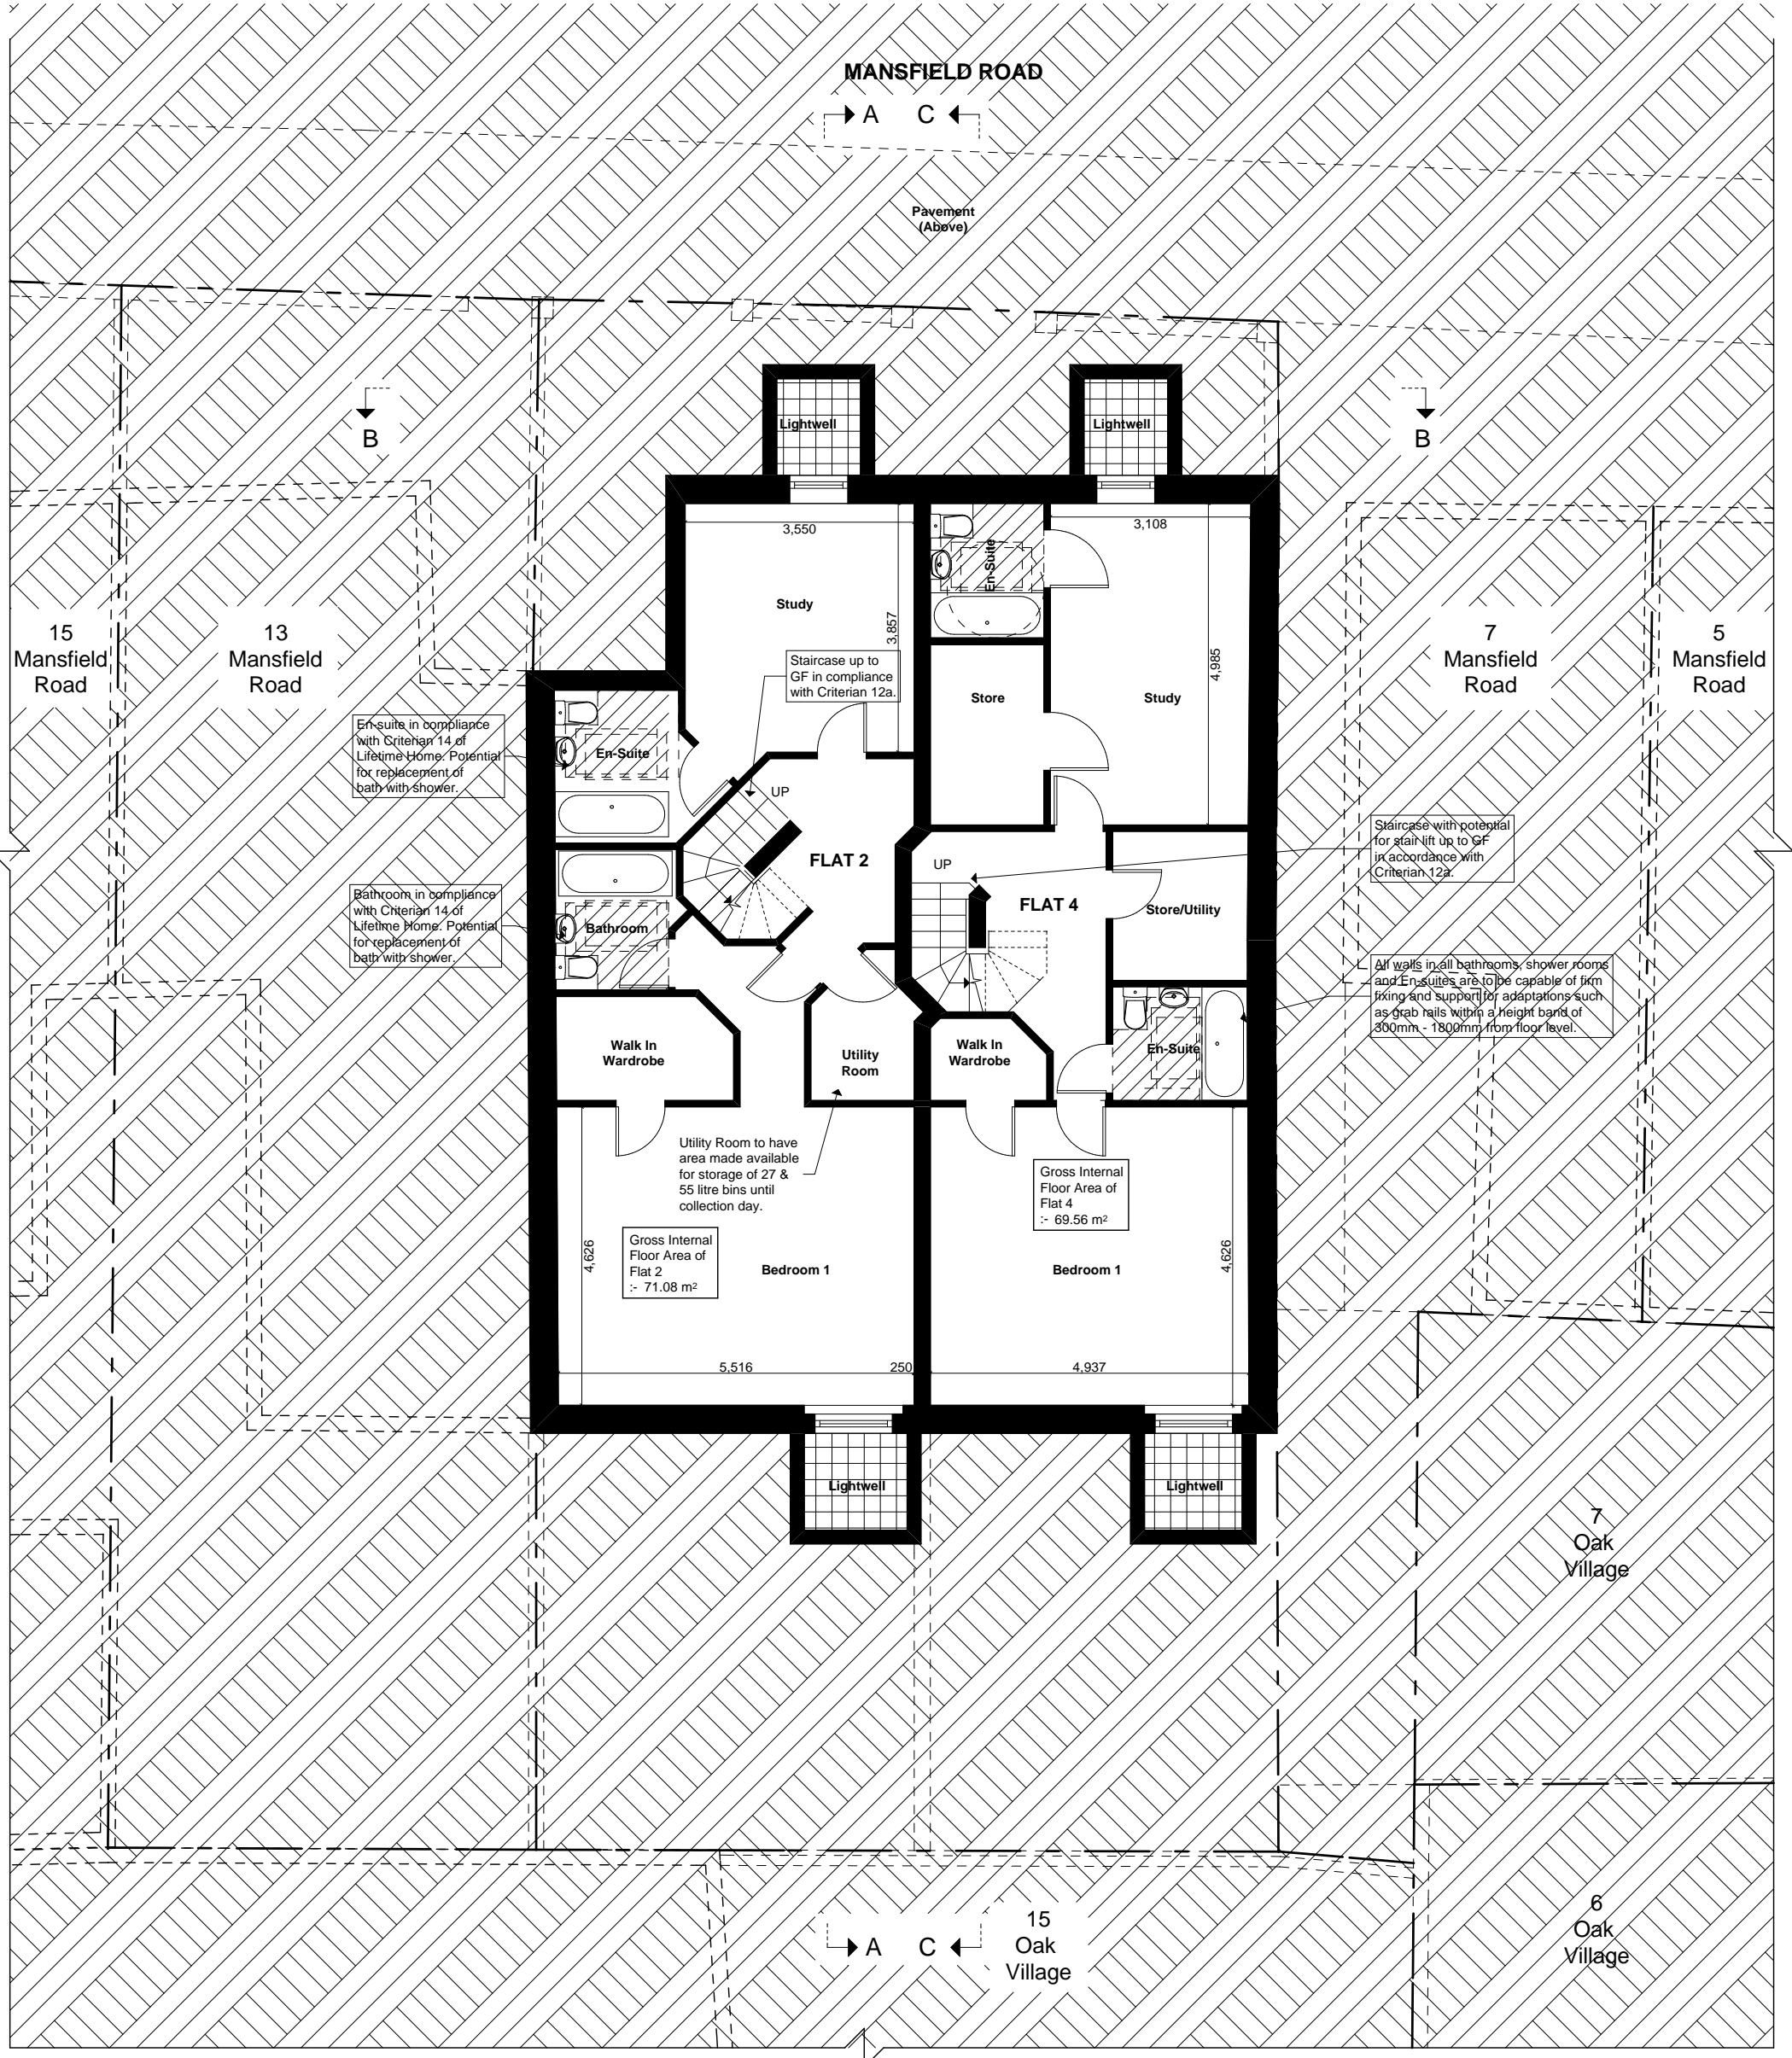 MANSFIELD ROAD
A C
Pavement
(Above)
B
B
Lightwell
Lightwell
3,550
3,108
En-Suite
Study
3,857
15
Mansfield
Road
13
Mansfield
Road
7
Mansfield
Road
5
Mansfield
Road
Staircase up to
GF in compliance
with Criterian 12a.
4,985
Store
Study
En-suite in compliance
with Criterian 14 of
Lifetime Home. Potential
for replacement of
bath with shower.
En-Suite
UP
Staircase with potential
for stair lift up to GF
in accordance with
Criterian 12a.
FLAT 2
UP
FLAT 4
Store/Utility
Bathroom in compliance
with Criterian 14 of
Lifetime Home. Potential
for replacement of
bath with shower.
Bathroom
All walls in all bathrooms, shower rooms
and En-suites are to be capable of firm
fixing and support for adaptations such
as grab rails within a height band of
300mm - 1800mm from floor level.
Walk In
Wardrobe
Utility
Room
Walk In
Wardrobe
En-Suite
Utility Room to have
area made available
for storage of 27 &
55 litre bins until
collection day.
Gross Internal
Floor Area of
Flat 4
:- 69.56 m²
Gross Internal
Floor Area of
Flat 2
:- 71.08 m²
4,626
Bedroom 1
Bedroom 1
4,626
5,516
250
4,937
Lightwell
Lightwell
7
Oak
Village
6
Oak
Village
A C
15
Oak
Village